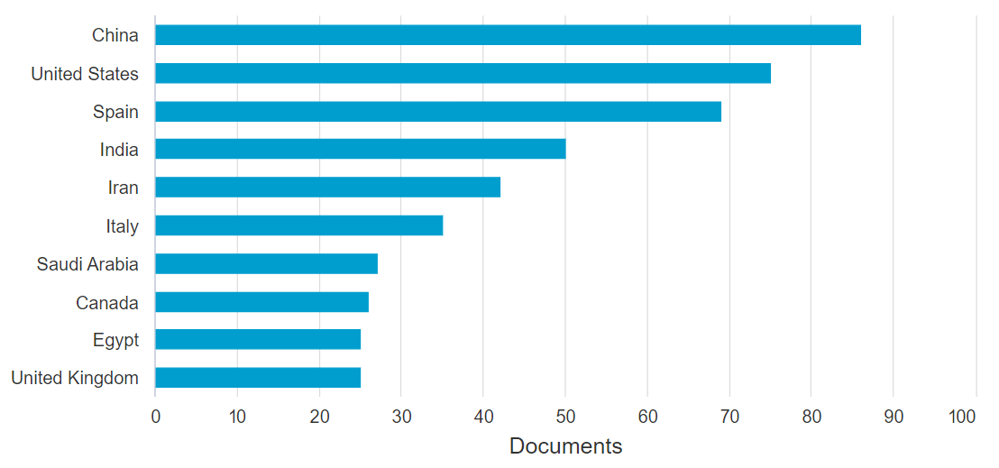 China
United States
Spain
India
Iran
Italy
Saudi Arabia
Canada
Egypt
United Kingdom
0 10 20 30 40 50 60 70 80 90 100
Documents